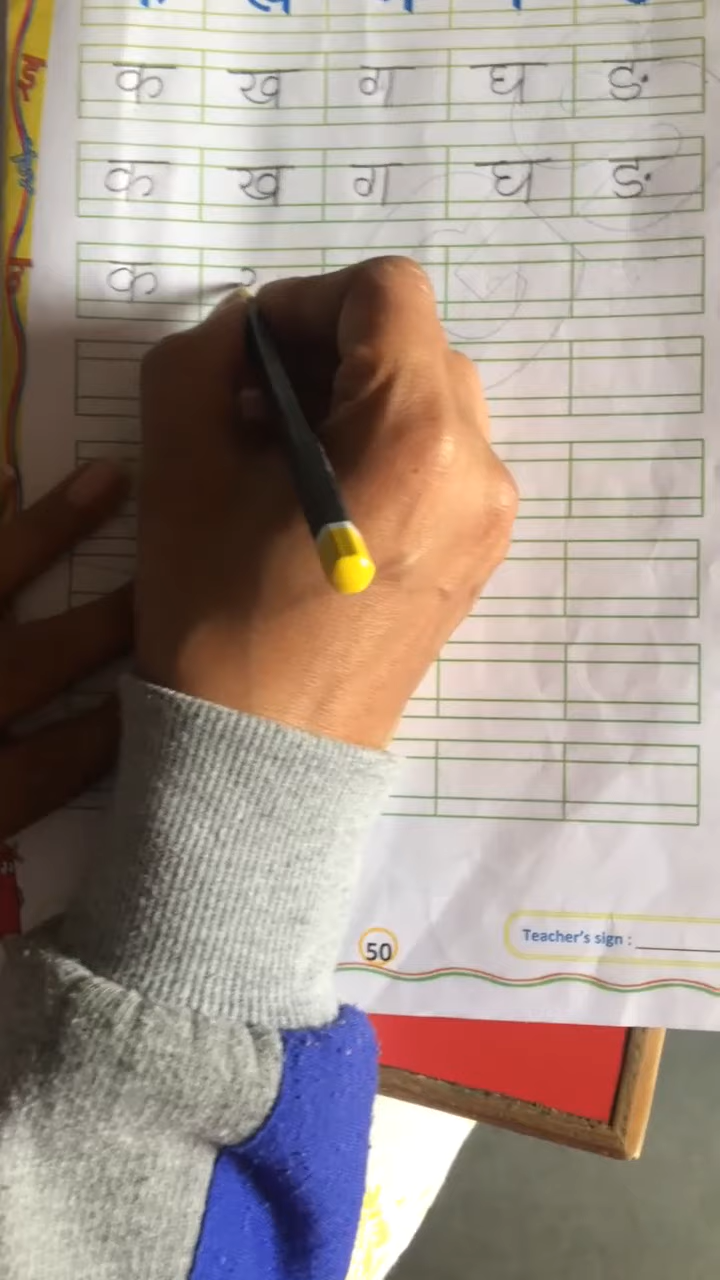 क ख ग घ ङ
क ख ग घ ङ
क
50
Teacher's sign :